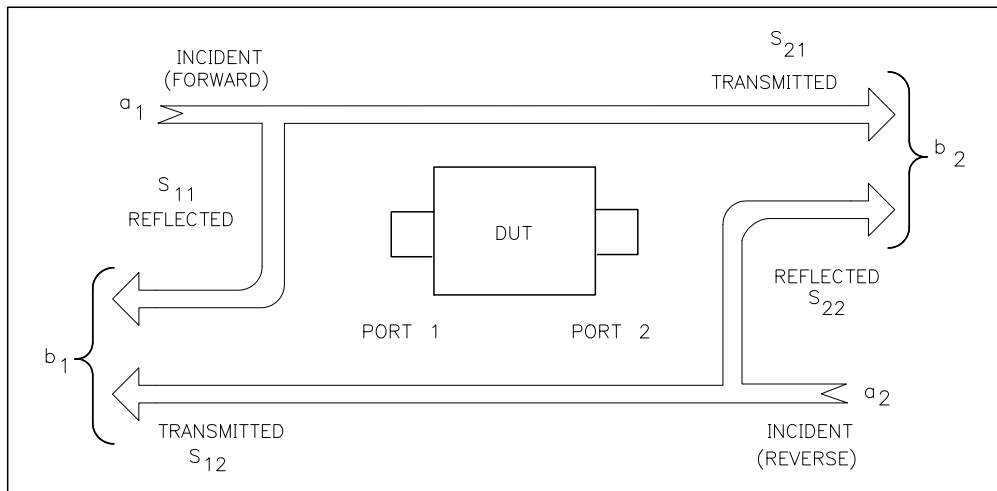 INCIDENT
(FORWARD)
a1
S21
TRANSMITTED
b2
S11
REFLECTED
DUT
PORT 1
PORT 2
REFLECTED
S22
b1
a2
TRANSMITTED
S12
INCIDENT
(REVERSE)